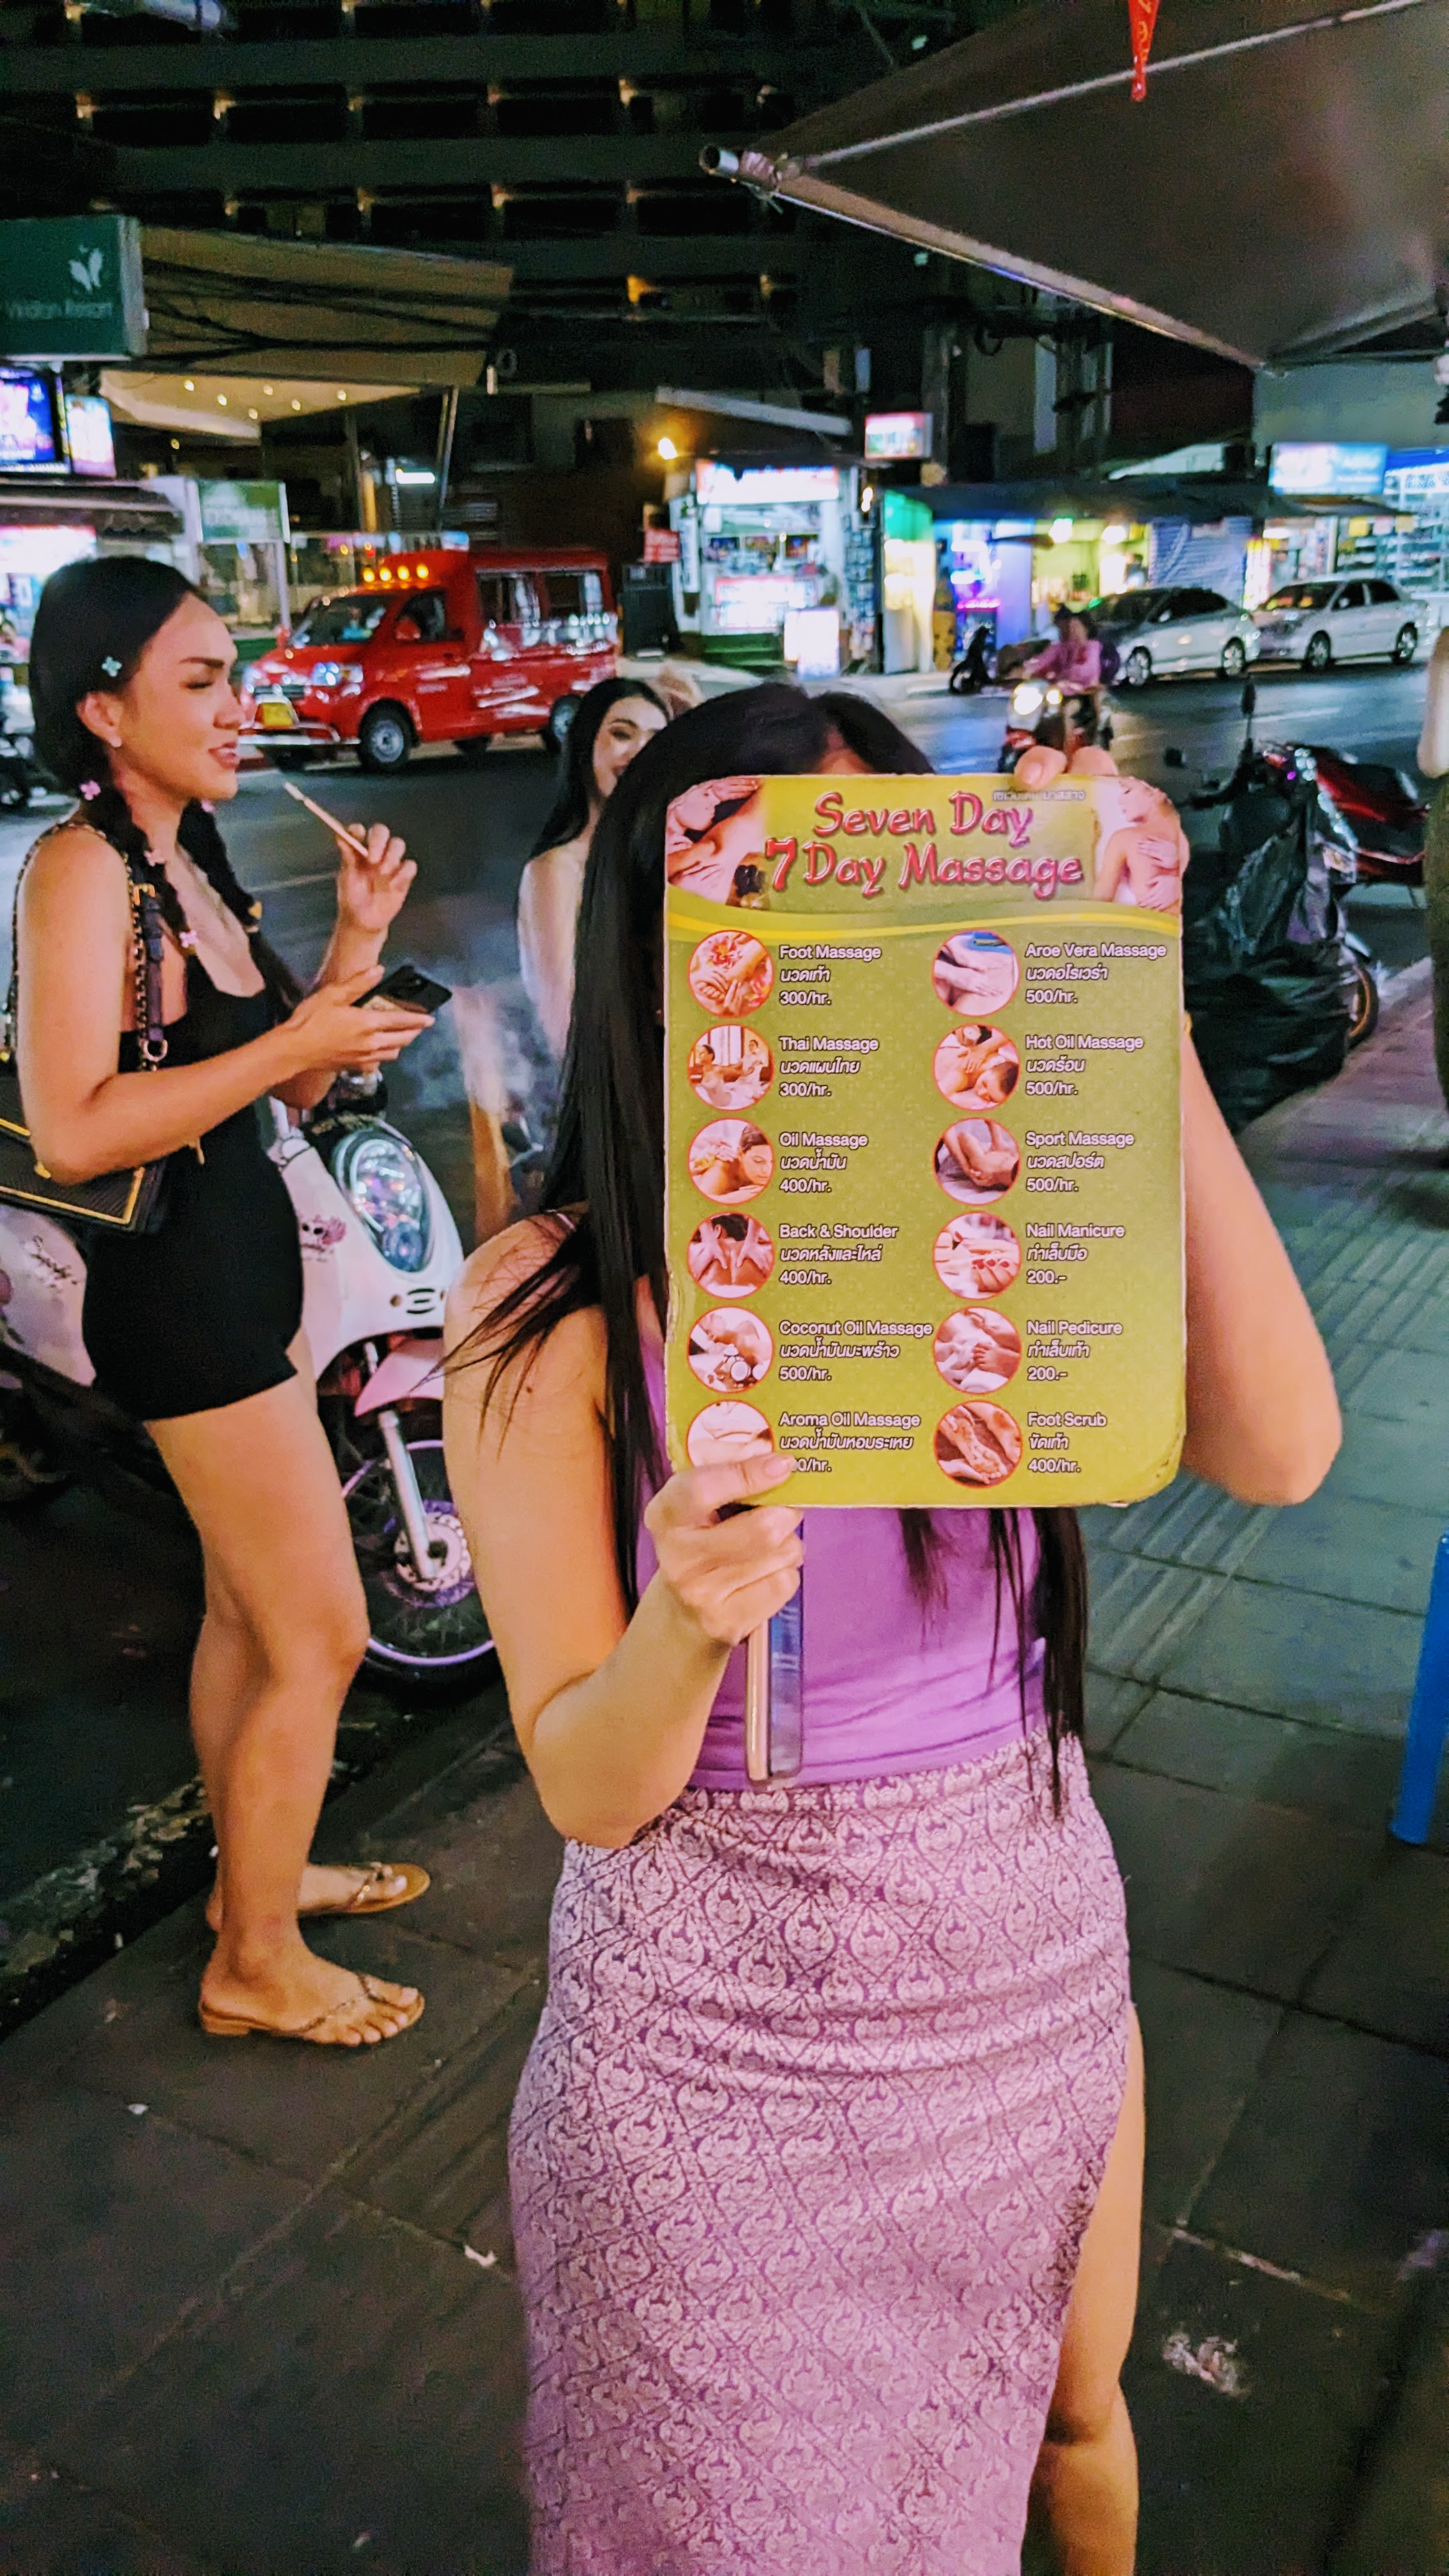 Seven Day
7 Day Massage
Foot Massage
นวดเท้า
300/hr.
Thai Massage
นวดแผนไทย
300/hr.
Oil Massage
นวดน้ำมัน
400/hr.
Back & Shoulder
นวดหลังและไหล่
400/hr.
Coconut Oil Massage
นวดน้ำมันมะพร้าว
500/hr.
Aroma Oil Massage
นวดน้ำมันหอมระเหย
00/hr.
Aroe Vera Massage
นวดอโรเวร่า
500/hr.
Hot Oil Massage
นวดร้อน
500/hr.
Sport Massage
นวดสปอร์ต
500/hr.
Nail Manicure
ทำเล็บมือ
200.-
Nail Pedicure
ทำเล็บเท้า
200.-
Foot Scrub
ขัดเท้า
400/hr.
Resort